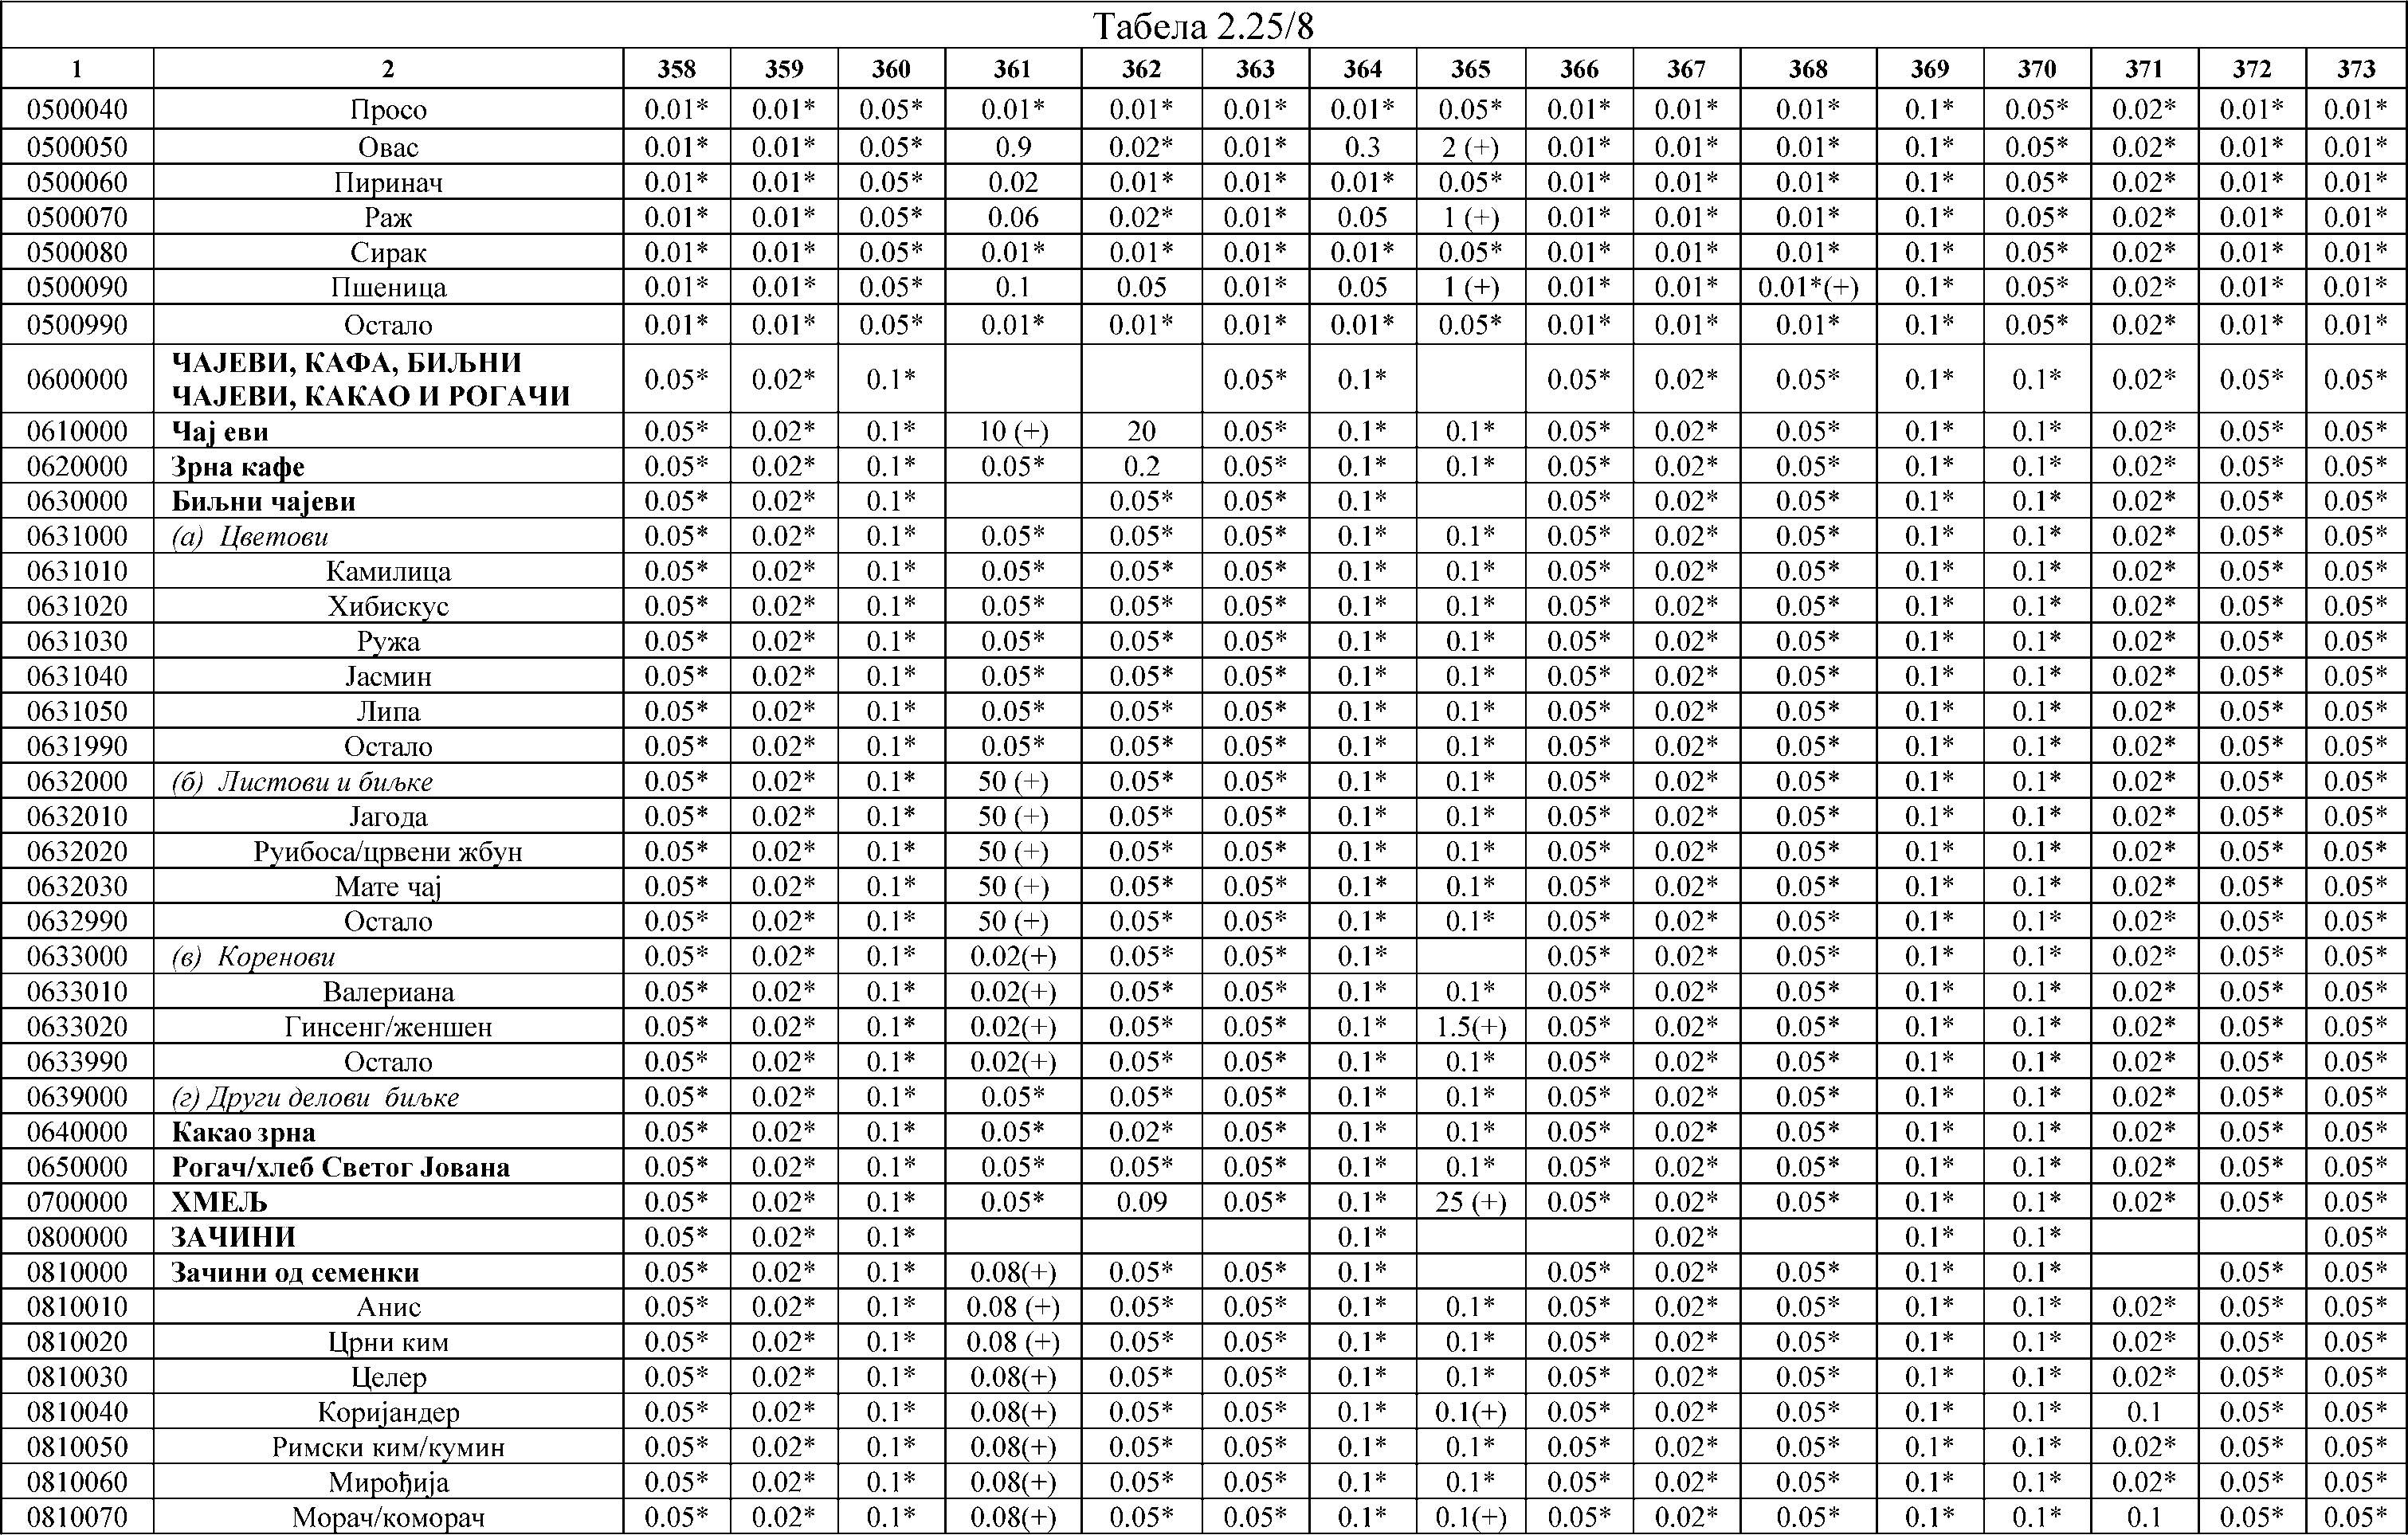 Табела 2.25/8
1 2 358 359 360 361 362 363 364 365 366 367 368 369 370 371 372 373
0500040 Просо 0.01* 0.01* 0.05* 0.01* 0.01* 0.01* 0.01* 0.05* 0.01* 0.01* 0.01* 0.1* 0.05* 0.02* 0.01* 0.01*
0500050 Овас 0.01* 0.01* 0.05* 0.9 0.02* 0.01* 0.3 2 (+) 0.01* 0.01* 0.01* 0.1* 0.05* 0.02* 0.01* 0.01*
0500060 Пиринач 0.01* 0.01* 0.05* 0.02 0.01* 0.01* 0.01* 0.05* 0.01* 0.01* 0.01* 0.1* 0.05* 0.02* 0.01* 0.01*
0500070 Раж 0.01* 0.01* 0.05* 0.06 0.02* 0.01* 0.05 1 (+) 0.01* 0.01* 0.01* 0.1* 0.05* 0.02* 0.01* 0.01*
0500080 Сирак 0.01* 0.01* 0.05* 0.01* 0.01* 0.01* 0.01* 0.05* 0.01* 0.01* 0.01* 0.1* 0.05* 0.02* 0.01* 0.01*
0500090 Пшеница 0.01* 0.01* 0.05* 0.1 0.05 0.01* 0.05 1 (+) 0.01* 0.01* 0.01*(+) 0.1* 0.05* 0.02* 0.01* 0.01*
0500990 Остало 0.01* 0.01* 0.05* 0.01* 0.01* 0.01* 0.01* 0.05* 0.01* 0.01* 0.01* 0.1* 0.05* 0.02* 0.01* 0.01*
0600000 ЧАЈЕВИ, КАФА, БИЉНИ
ЧАЈЕВИ, КАКАО И РОГАЧИ 0.05* 0.02* 0.1* 0.05* 0.1* 0.05* 0.02* 0.05* 0.1* 0.1* 0.02* 0.05* 0.05*
0610000 Чај еви 0.05* 0.02* 0.1* 10 (+) 20 0.05* 0.1* 0.1* 0.05* 0.02* 0.05* 0.1* 0.1* 0.02* 0.05* 0.05*
0620000 Зрна кафе 0.05* 0.02* 0.1* 0.05* 0.2 0.05* 0.1* 0.1* 0.05* 0.02* 0.05* 0.1* 0.1* 0.02* 0.05* 0.05*
0630000 Биљни чајеви 0.05* 0.02* 0.1* 0.05* 0.05* 0.1* 0.05* 0.02* 0.05* 0.1* 0.1* 0.02* 0.05* 0.05*
0631000 (а) Цветови 0.05* 0.02* 0.1* 0.05* 0.05* 0.05* 0.1* 0.1* 0.05* 0.02* 0.05* 0.1* 0.1* 0.02* 0.05* 0.05*
0631010 Камилица 0.05* 0.02* 0.1* 0.05* 0.05* 0.05* 0.1* 0.1* 0.05* 0.02* 0.05* 0.1* 0.1* 0.02* 0.05* 0.05*
0631020 Хибискус 0.05* 0.02* 0.1* 0.05* 0.05* 0.05* 0.1* 0.1* 0.05* 0.02* 0.05* 0.1* 0.1* 0.02* 0.05* 0.05*
0631030 Ружа 0.05* 0.02* 0.1* 0.05* 0.05* 0.05* 0.1* 0.1* 0.05* 0.02* 0.05* 0.1* 0.1* 0.02* 0.05* 0.05*
0631040 Јасмин 0.05* 0.02* 0.1* 0.05* 0.05* 0.05* 0.1* 0.1* 0.05* 0.02* 0.05* 0.1* 0.1* 0.02* 0.05* 0.05*
0631050 Липа 0.05* 0.02* 0.1* 0.05* 0.05* 0.05* 0.1* 0.1* 0.05* 0.02* 0.05* 0.1* 0.1* 0.02* 0.05* 0.05*
0631990 Остало 0.05* 0.02* 0.1* 0.05* 0.05* 0.05* 0.1* 0.1* 0.05* 0.02* 0.05* 0.1* 0.1* 0.02* 0.05* 0.05*
0632000 (б) Листови и биљке 0.05* 0.02* 0.1* 50 (+) 0.05* 0.05* 0.1* 0.1* 0.05* 0.02* 0.05* 0.1* 0.1* 0.02* 0.05* 0.05*
0632010 Јагода 0.05* 0.02* 0.1* 50 (+) 0.05* 0.05* 0.1* 0.1* 0.05* 0.02* 0.05* 0.1* 0.1* 0.02* 0.05* 0.05*
0632020 Руибоса/црвени жбун 0.05* 0.02* 0.1* 50 (+) 0.05* 0.05* 0.1* 0.1* 0.05* 0.02* 0.05* 0.1* 0.1* 0.02* 0.05* 0.05*
0632030 Мате чај 0.05* 0.02* 0.1* 50 (+) 0.05* 0.05* 0.1* 0.1* 0.05* 0.02* 0.05* 0.1* 0.1* 0.02* 0.05* 0.05*
0632990 Остало 0.05* 0.02* 0.1* 50 (+) 0.05* 0.05* 0.1* 0.1* 0.05* 0.02* 0.05* 0.1* 0.1* 0.02* 0.05* 0.05*
0633000 (в) Коренови 0.05* 0.02* 0.1* 0.02(+) 0.05* 0.05* 0.1* 0.05* 0.02* 0.05* 0.1* 0.1* 0.02* 0.05* 0.05*
0633010 Валериана 0.05* 0.02* 0.1* 0.02(+) 0.05* 0.05* 0.1* 0.1* 0.05* 0.02* 0.05* 0.1* 0.1* 0.02* 0.05* 0.05*
0633020 Гинсенг/женшен 0.05* 0.02* 0.1* 0.02(+) 0.05* 0.05* 0.1* 1.5(+) 0.05* 0.02* 0.05* 0.1* 0.1* 0.02* 0.05* 0.05*
0633990 Остало 0.05* 0.02* 0.1* 0.02(+) 0.05* 0.05* 0.1* 0.1* 0.05* 0.02* 0.05* 0.1* 0.1* 0.02* 0.05* 0.05*
0639000 (г) Други делови биљке 0.05* 0.02* 0.1* 0.05* 0.05* 0.05* 0.1* 0.1* 0.05* 0.02* 0.05* 0.1* 0.1* 0.02* 0.05* 0.05*
0640000 Какао зрна 0.05* 0.02* 0.1* 0.05* 0.02* 0.05* 0.1* 0.1* 0.05* 0.02* 0.05* 0.1* 0.1* 0.02* 0.05* 0.05*
0650000 Рогач/хлеб Светог Јована 0.05* 0.02* 0.1* 0.05* 0.05* 0.05* 0.1* 0.1* 0.05* 0.02* 0.05* 0.1* 0.1* 0.02* 0.05* 0.05*
0700000 ХМЕЉ 0.05* 0.02* 0.1* 0.05* 0.09 0.05* 0.1* 25 (+) 0.05* 0.02* 0.05* 0.1* 0.1* 0.02* 0.05* 0.05*
0800000 ЗАЧИНИ 0.05* 0.02* 0.1* 0.1* 0.02* 0.1* 0.1* 0.05*
0810000 Зачини од семенки 0.05* 0.02* 0.1* 0.08(+) 0.05* 0.05* 0.1* 0.05* 0.02* 0.05* 0.1* 0.1* 0.05* 0.05*
0810010 Анис 0.05* 0.02* 0.1* 0.08 (+) 0.05* 0.05* 0.1* 0.1* 0.05* 0.02* 0.05* 0.1* 0.1* 0.02* 0.05* 0.05*
0810020 Црни ким 0.05* 0.02* 0.1* 0.08 (+) 0.05* 0.05* 0.1* 0.1* 0.05* 0.02* 0.05* 0.1* 0.1* 0.02* 0.05* 0.05*
0810030 Целер 0.05* 0.02* 0.1* 0.08(+) 0.05* 0.05* 0.1* 0.1* 0.05* 0.02* 0.05* 0.1* 0.1* 0.02* 0.05* 0.05*
0810040 Коријандер 0.05* 0.02* 0.1* 0.08(+) 0.05* 0.05* 0.1* 0.1(+) 0.05* 0.02* 0.05* 0.1* 0.1* 0.1 0.05* 0.05*
0810050 Римски ким/кумин 0.05* 0.02* 0.1* 0.08(+) 0.05* 0.05* 0.1* 0.1* 0.05* 0.02* 0.05* 0.1* 0.1* 0.02* 0.05* 0.05*
0810060 Мирођија 0.05* 0.02* 0.1* 0.08(+) 0.05* 0.05* 0.1* 0.1* 0.05* 0.02* 0.05* 0.1* 0.1* 0.02* 0.05* 0.05*
0810070 Морач/коморач 0.05* 0.02* 0.1* 0.08(+) 0.05* 0.05* 0.1* 0.1(+) 0.05* 0.02* 0.05* 0.1* 0.1* 0.1 0.05* 0.05*